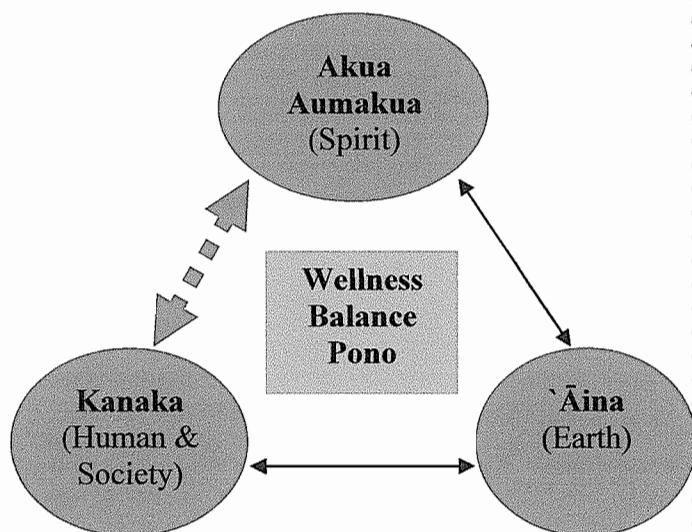 Akua
Aumakua
(Spirit)
Wellness
Balance
Pono
Kanaka
(Human &
Society)
`Āina
(Earth)